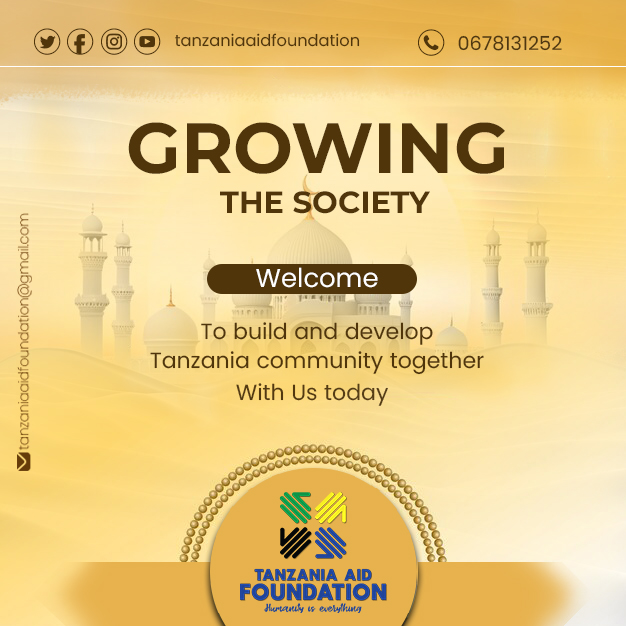 tanzaniaaidfoundation
0678131252
GROWING
THE SOCIETY
Welcome
To build and develop
Tanzania community together
With Us today
tanzaniaaidfoundation@gmail.com
TANZANIA AID
FOUNDATION
Humanity is everything